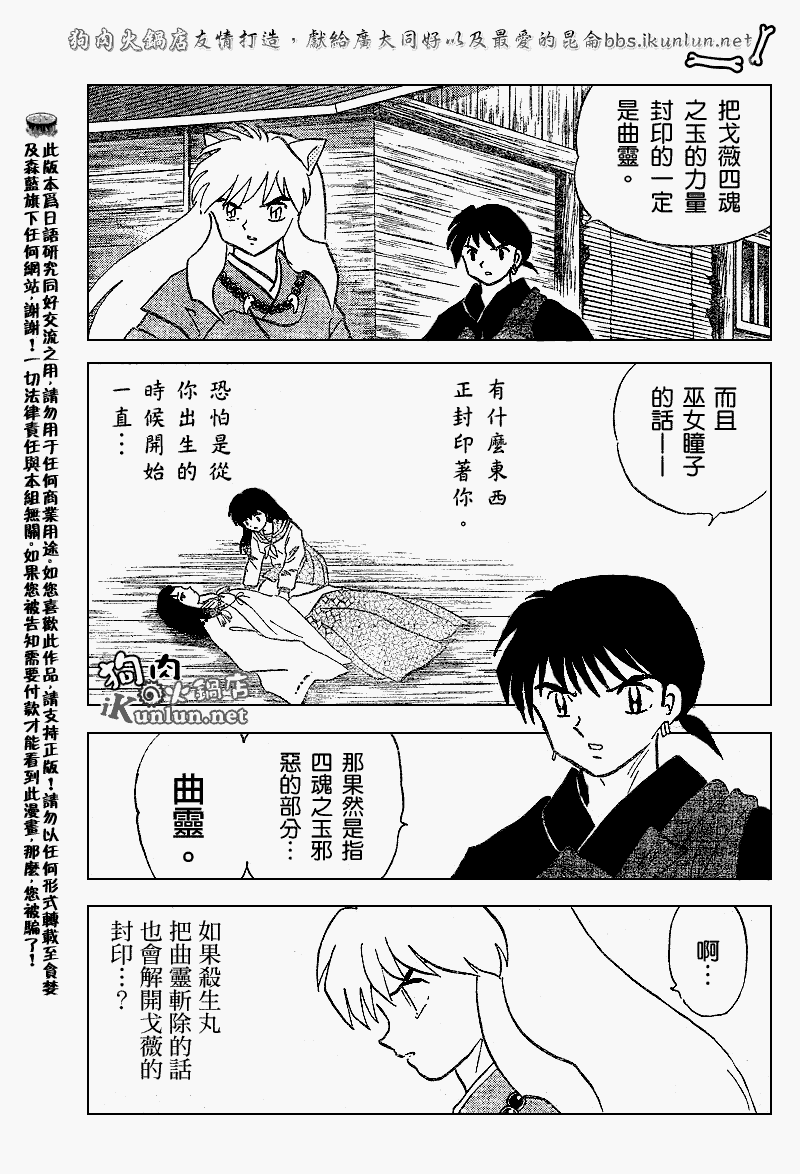 狗肉火鍋店友情打造，獻給廣大同好以及最愛的昆侖bbs.ikunlun.net
把戈薇四魂
之玉的力量
封印的一定
是曲靈。
而且
巫女瞳子
的話——
有什麼東西
正封印著你。
恐怕是從
你出生的
時候開始
一直…
狗肉
火鍋店
iKunlun.net
那果然是指
四魂之玉邪
惡的部分…
曲靈。
啊…
如果殺生丸
把曲靈斬除的話
也會解開戈薇的
封印…？
此版本爲日語研究同好交流之用，請勿用于任何商業用途。如您喜歡此作品，請支持正版！請勿以任何形式轉載至貪婪
及森藍旗下任何網站，謝謝！一切法律責任與本組無關。如果您被告知需要付款才能看到此漫畫，那麼，您被騙了！